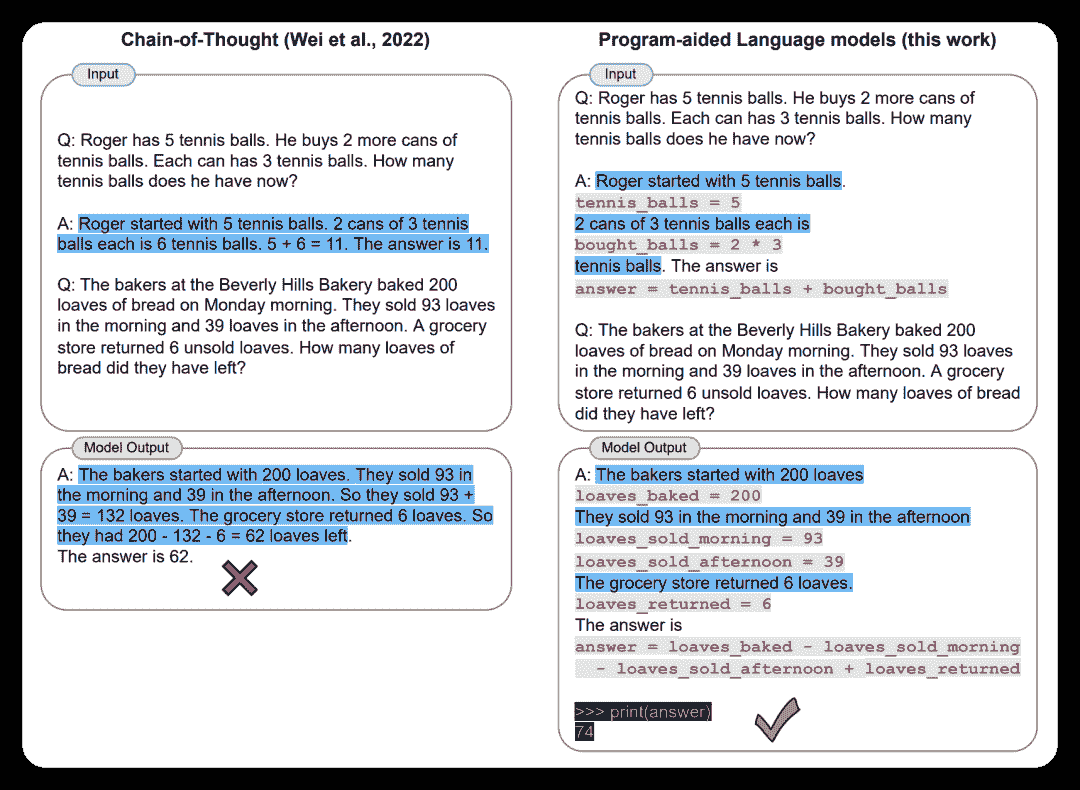 Chain-of-Thought (Wei et al., 2022)
Input
Q: Roger has 5 tennis balls. He buys 2 more cans of
tennis balls. Each can has 3 tennis balls. How many
tennis balls does he have now?
A: Roger started with 5 tennis balls. 2 cans of 3 tennis
balls each is 6 tennis balls. 5 + 6 = 11. The answer is 11.
Q: The bakers at the Beverly Hills Bakery baked 200
loaves of bread on Monday morning. They sold 93 loaves
in the morning and 39 loaves in the afternoon. A grocery
store returned 6 unsold loaves. How many loaves of
bread did they have left?
Model Output
A: The bakers started with 200 loaves. They sold 93 in
the morning and 39 in the afternoon. So they sold 93 +
39 = 132 loaves. The grocery store returned 6 loaves. So
they had 200 - 132 - 6 = 62 loaves left.
The answer is 62.
Program-aided Language models (this work)
Input
Q: Roger has 5 tennis balls. He buys 2 more cans of
tennis balls. Each can has 3 tennis balls. How many
tennis balls does he have now?
A: Roger started with 5 tennis balls.
tennis_balls = 5
2 cans of 3 tennis balls each is
bought_balls = 2 * 3
tennis balls. The answer is
answer = tennis_balls + bought_balls
Q: The bakers at the Beverly Hills Bakery baked 200
loaves of bread on Monday morning. They sold 93 loaves
in the morning and 39 loaves in the afternoon. A grocery
store returned 6 unsold loaves. How many loaves of bread
did they have left?
Model Output
A: The bakers started with 200 loaves
loaves_baked = 200
They sold 93 in the morning and 39 in the afternoon
loaves_sold_morning = 93
loaves_sold_afternoon = 39
The grocery store returned 6 loaves.
loaves_returned = 6
The answer is
answer = loaves_baked - loaves_sold_morning
- loaves_sold_afternoon + loaves_returned
>>> print(answer)
74